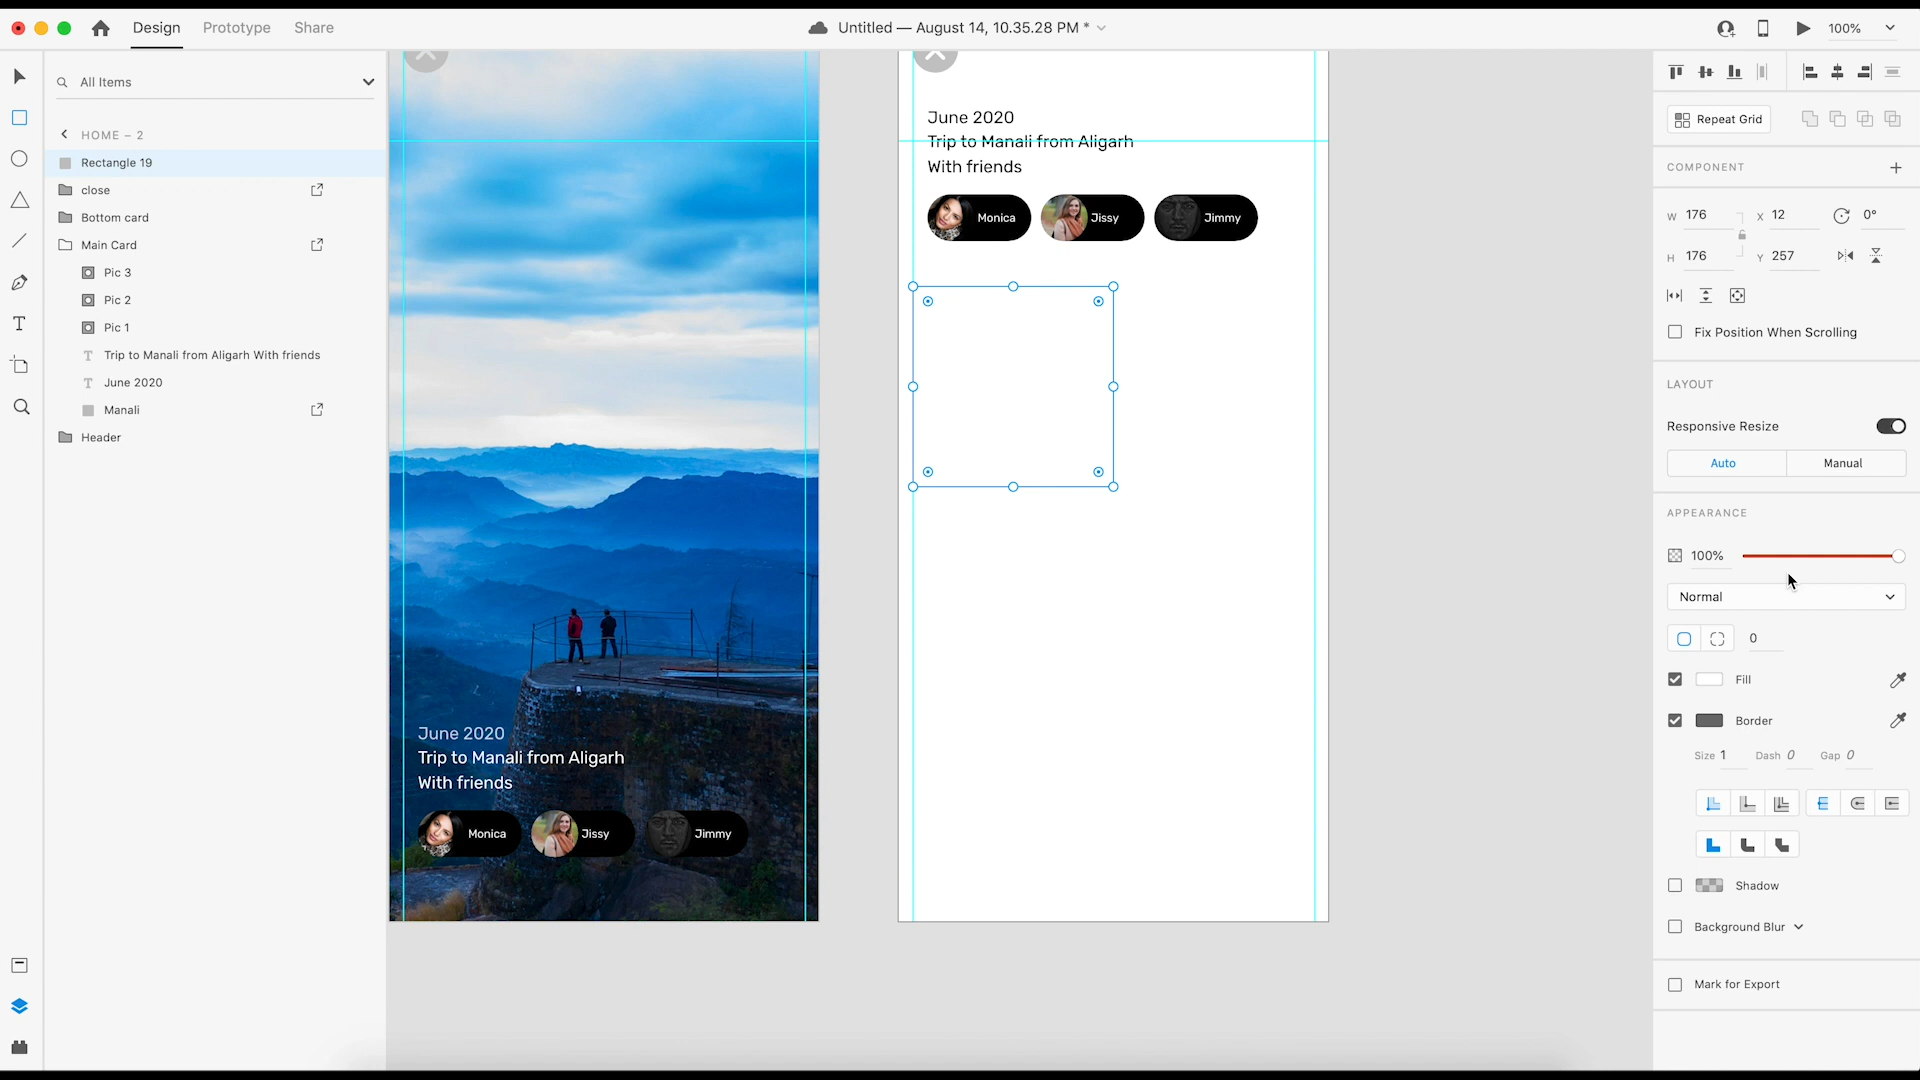 Design Prototype Share
Untitled — August 14, 10.35.28 PM *
100%
All Items
HOME – 2
Rectangle 19
close
Bottom card
Main Card
Pic 3
Pic 2
Pic 1
T Trip to Manali from Aligarh With friends
T June 2020
Manali
Header
June 2020
Trip to Manali from Aligarh
With friends
Monica Jissy Jimmy
June 2020
Trip to Manali from Aligarh
With friends
Monica Jissy Jimmy
Repeat Grid
COMPONENT
W 176 X 12 0°
H 176 Y 257
Fix Position When Scrolling
LAYOUT
Responsive Resize
Auto Manual
APPEARANCE
100%
Normal
0
Fill
Border
Size 1 Dash 0 Gap 0
Shadow
Background Blur
Mark for Export